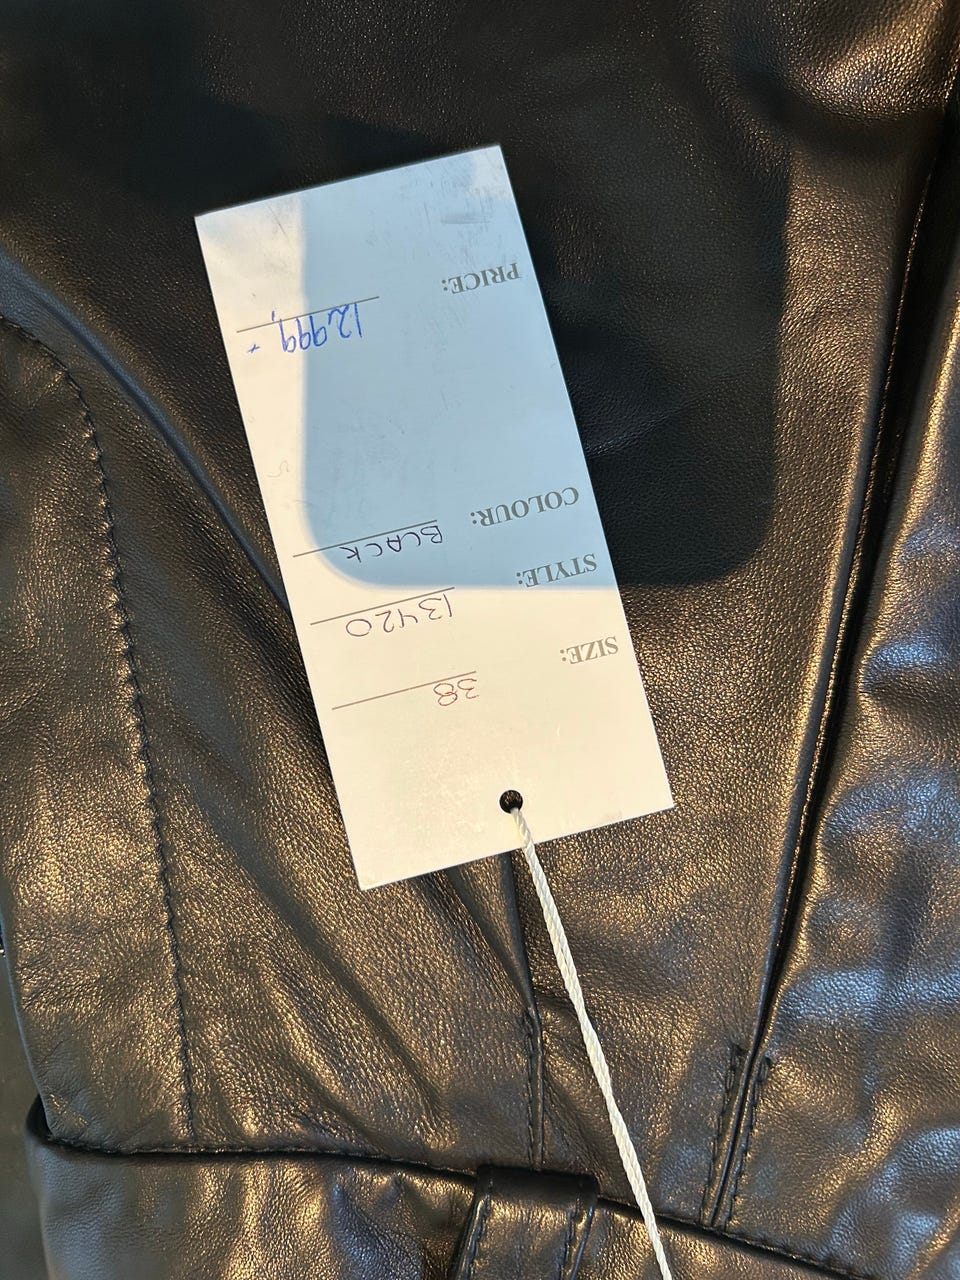 SIZE: 38
STYLE: 13420
COLOUR: BLACK
PRICE:
12.999,-